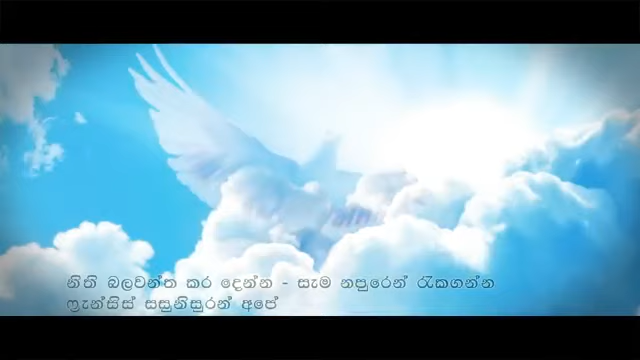 නිති බලවන්ත කර දෙන්න - සැම නපුරෙන් රැකගන්න
ෆ්‍රැන්සිස් සසුනිසුරන් අපේ